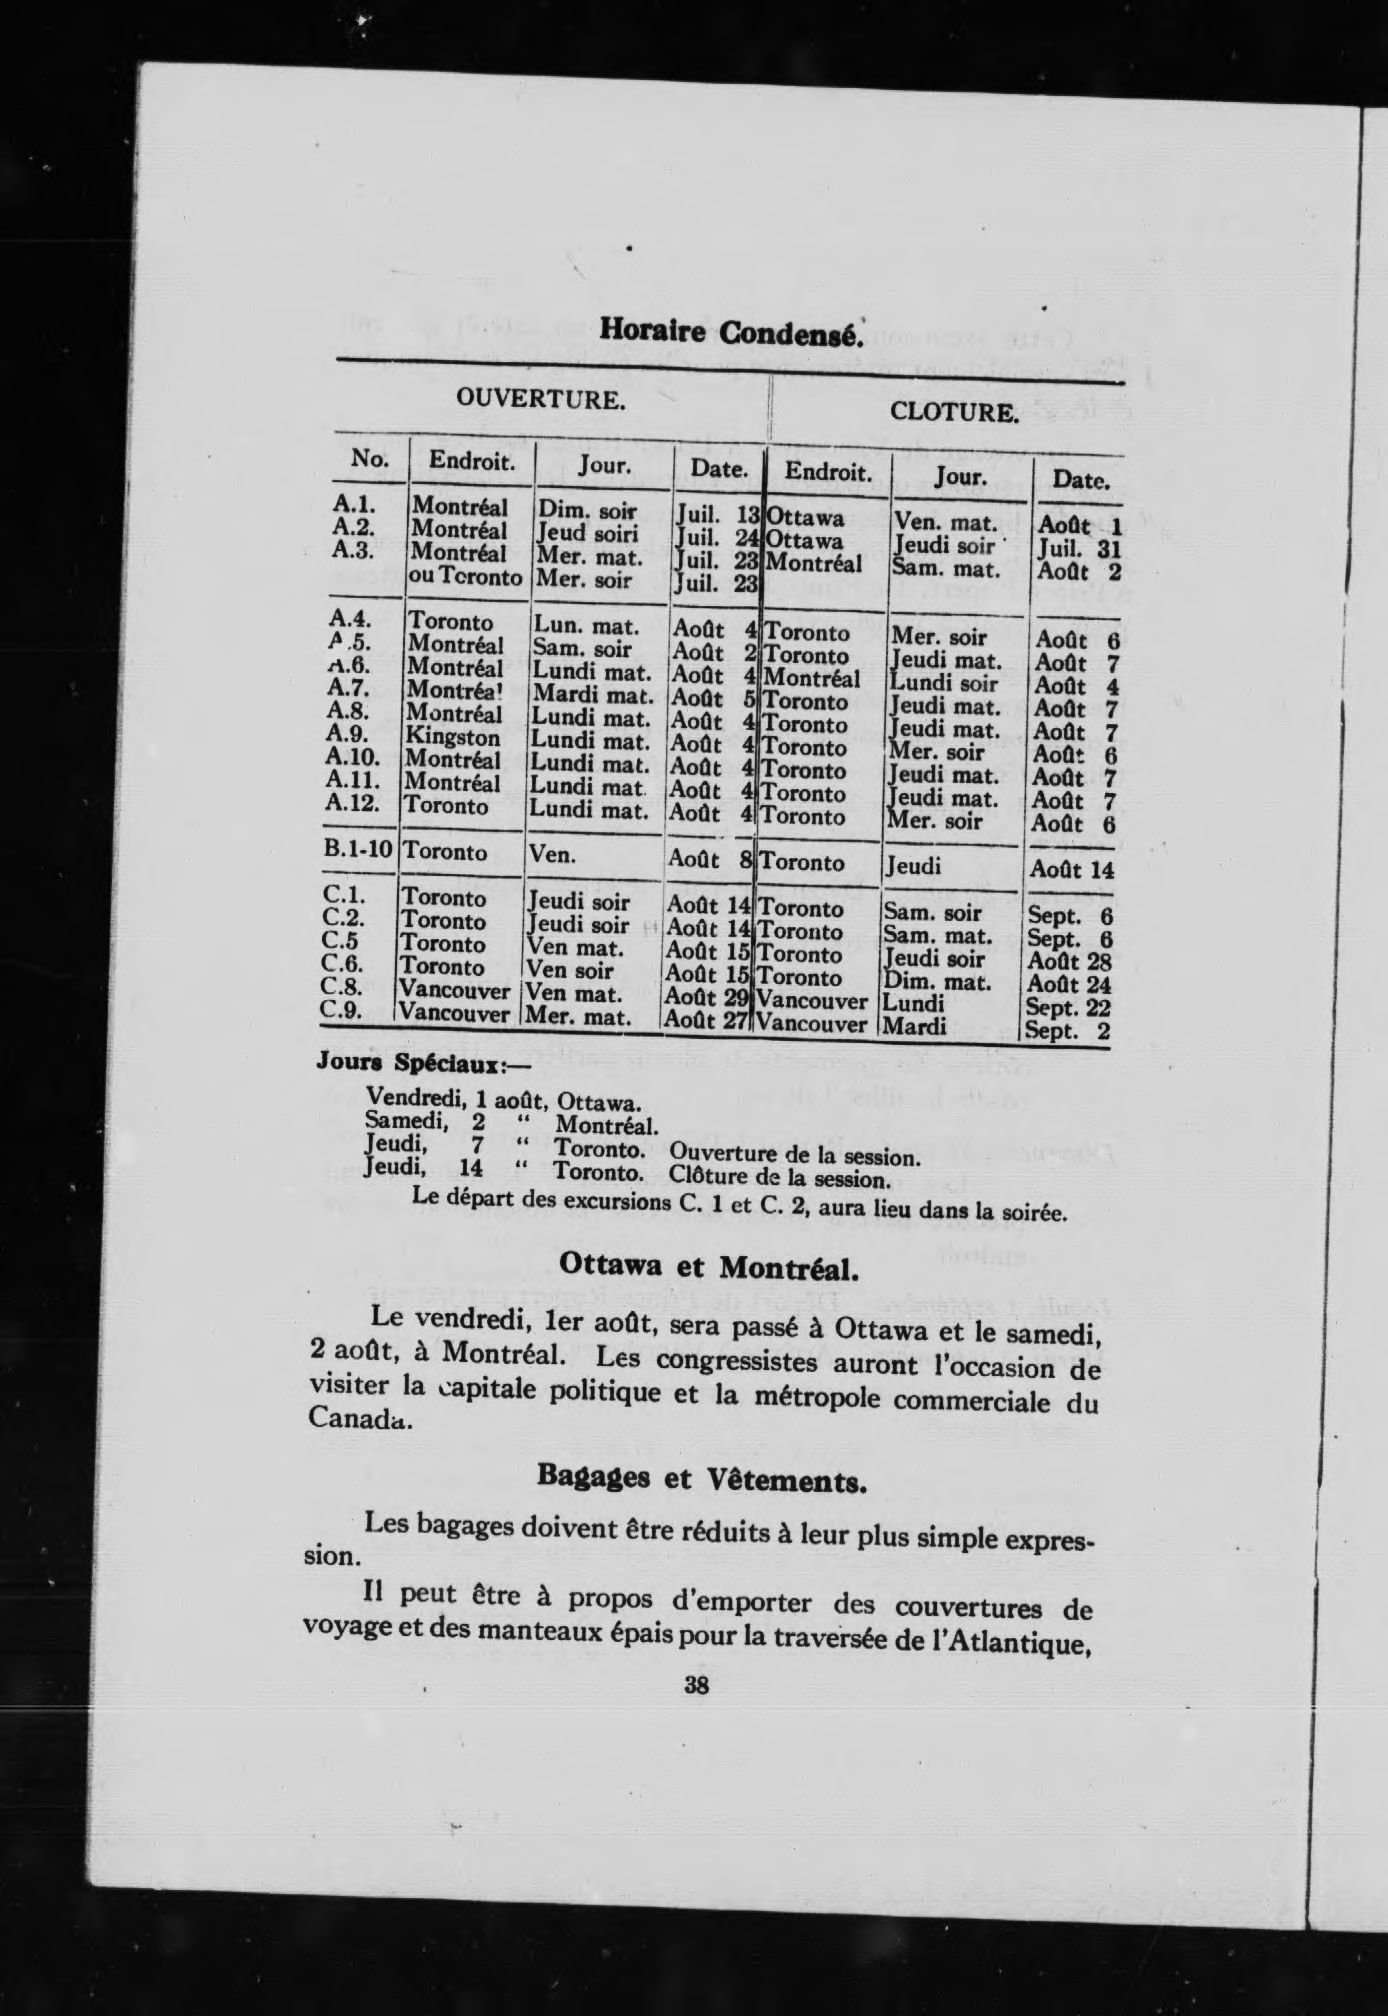 Horaire Condensé.
OUVERTURE. CLOTURE.
No. Endroit. Jour. Date. Endroit. Jour. Date.
A.1. Montréal Dim. soir Juil. 13 Ottawa Ven. mat. Août 1
A.2. Montréal Jeud soiri Juil. 24 Ottawa Jeudi soir Juil. 31
A.3. Montréal Mer. mat. Juil. 23 Montréal Sam. mat. Août 2
ou Toronto Mer. soir Juil. 23
A.4. Toronto Lun. mat. Août 4 Toronto Mer. soir Août 6
A.5. Montréal Sam. soir Août 2 Toronto Jeudi mat. Août 7
A.6. Montréal Lundi mat. Août 4 Montréal Lundi soir Août 4
A.7. Montréal Mardi mat. Août 5 Toronto Jeudi mat. Août 7
A.8. Montréal Lundi mat. Août 4 Toronto Jeudi mat. Août 7
A.9. Kingston Lundi mat. Août 4 Toronto Mer. soir Août 6
A.10. Montréal Lundi mat. Août 4 Toronto Jeudi mat. Août 7
A.11. Montréal Lundi mat. Août 4 Toronto Jeudi mat. Août 7
A.12. Toronto Lundi mat. Août 4 Toronto Mer. soir Août 6
B.1-10 Toronto Ven. Août 8 Toronto Jeudi Août 14
C.1. Toronto Jeudi soir Août 14 Toronto Sam. soir Sept. 6
C.2. Toronto Jeudi soir Août 14 Toronto Sam. mat. Sept. 6
C.5 Toronto Ven mat. Août 15 Toronto Jeudi soir Août 28
C.6. Toronto Ven soir Août 15 Toronto Dim. mat. Août 24
C.8. Vancouver Ven mat. Août 29 Vancouver Lundi Sept. 22
C.9. Vancouver Mer. mat. Août 27 Vancouver Mardi Sept. 2
Jours Spéciaux:—
Vendredi, 1 août, Ottawa.
Samedi, 2 “ Montréal.
Jeudi, 7 “ Toronto. Ouverture de la session.
Jeudi, 14 “ Toronto. Clôture de la session.
Le départ des excursions C. 1 et C. 2, aura lieu dans la soirée.
Ottawa et Montréal.
Le vendredi, 1er août, sera passé à Ottawa et le samedi,
2 août, à Montréal. Les congressistes auront l'occasion de
visiter la capitale politique et la métropole commerciale du
Canada.
Bagages et Vêtements.
Les bagages doivent être réduits à leur plus simple expres-
sion.
Il peut être à propos d'emporter des couvertures de
voyage et des manteaux épais pour la traversée de l'Atlantique,
38